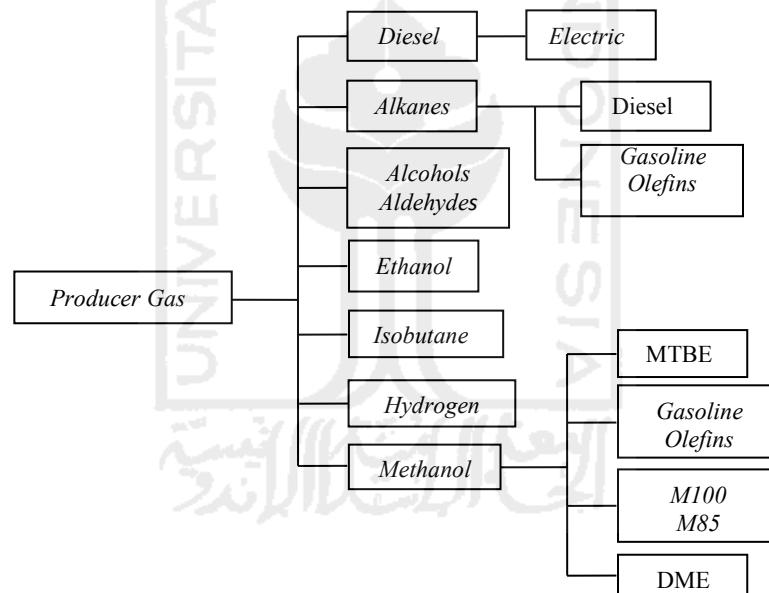 Diesel
Electric
Alkanes
Diesel
Gasoline
Olefins
Alcohols
Aldehydes
Ethanol
Producer Gas
Isobutane
Hydrogen
Methanol
MTBE
Gasoline
Olefins
M100
M85
DME
UNIVERSITA